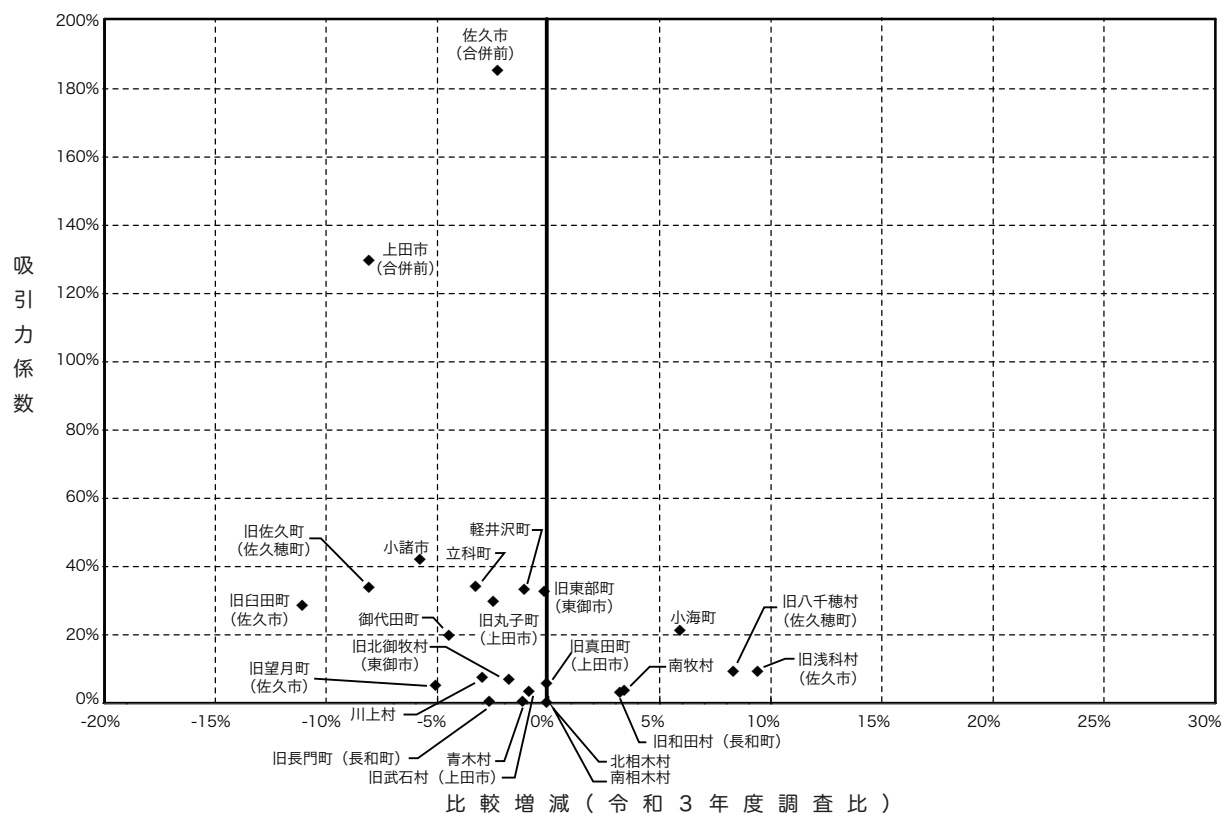 200%
佐久市
（合併前）
180%
160%
140%
上田市
（合併前）
120%
100%
80%
60%
40%
20%
0%
吸引力係数
旧佐久町
（佐久穂町）
小諸市
軽井沢町
立科町
旧臼田町
（佐久市）
御代田町
旧丸子町
（上田市）
旧東部町
（東御市）
小海町
旧八千穂村
（佐久穂町）
旧北御牧村
（東御市）
旧真田町
（上田市）
南牧村
旧浅科村
（佐久市）
旧望月町
（佐久市）
川上村
-20%
-15%
-10%
-5%
0%
5%
10%
15%
20%
25%
30%
旧和田村（長和町）
旧長門町（長和町）
青木村
北相木村
旧武石村（上田市）
南相木村
比較増減(令和3年度調査比)